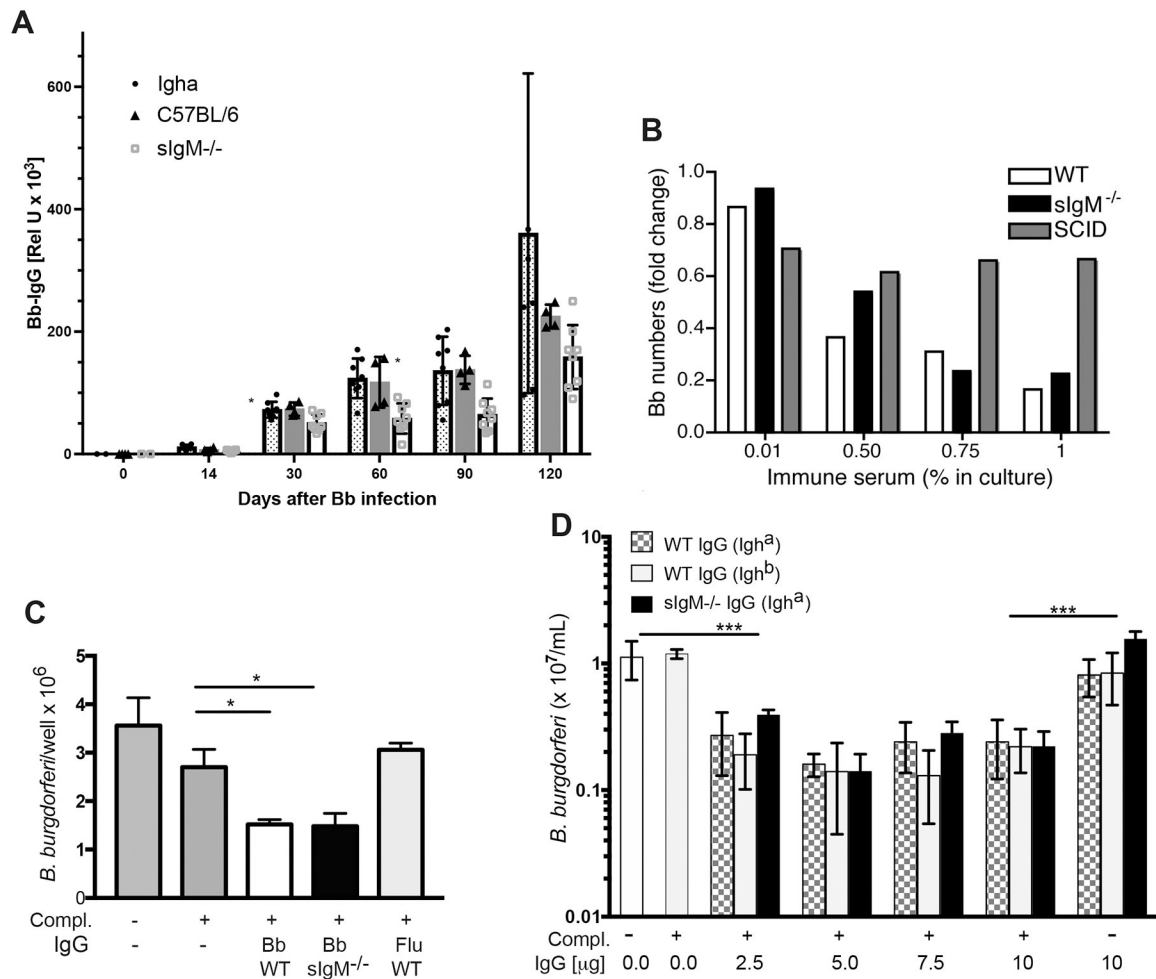 A
Bb-IgG [Rel U x 10³]
600
400
200
0
Igha
C57BL/6
sIgM-/-
*
*
0 14 30 60 90 120
Days after Bb infection
B
Bb numbers (fold change)
1.0
0.8
0.6
0.4
0.2
0.0
WT
sIgM-/-
SCID
0.01 0.50 0.75 1
Immune serum (% in culture)
C
B. burgdorferi/well x 10⁶
5
4
3
2
1
0
*
*
Compl. - + + + +
IgG - - Bb Bb Flu
WT sIgM-/- WT
D
B. burgdorferi (x 10⁷/mL)
10
1
0.1
0.01
WT IgG (Igha)
WT IgG (Ighb)
sIgM-/- IgG (Igha)
***
***
Compl. - + + + + + -
IgG [µg] 0.0 0.0 2.5 5.0 7.5 10 10